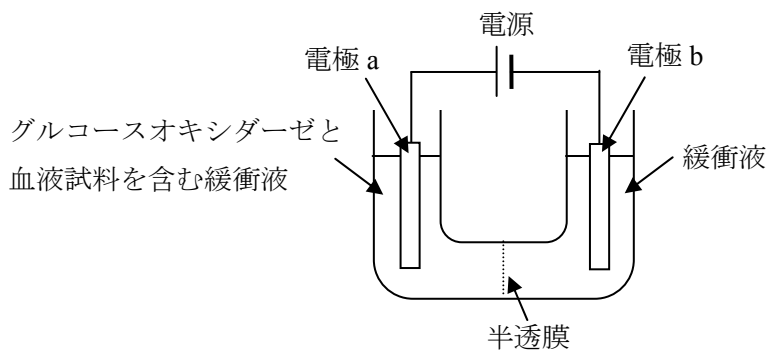 電源
電極 a
電極 b
グルコースオキシダーゼと
血液試料を含む緩衝液
緩衝液
半透膜